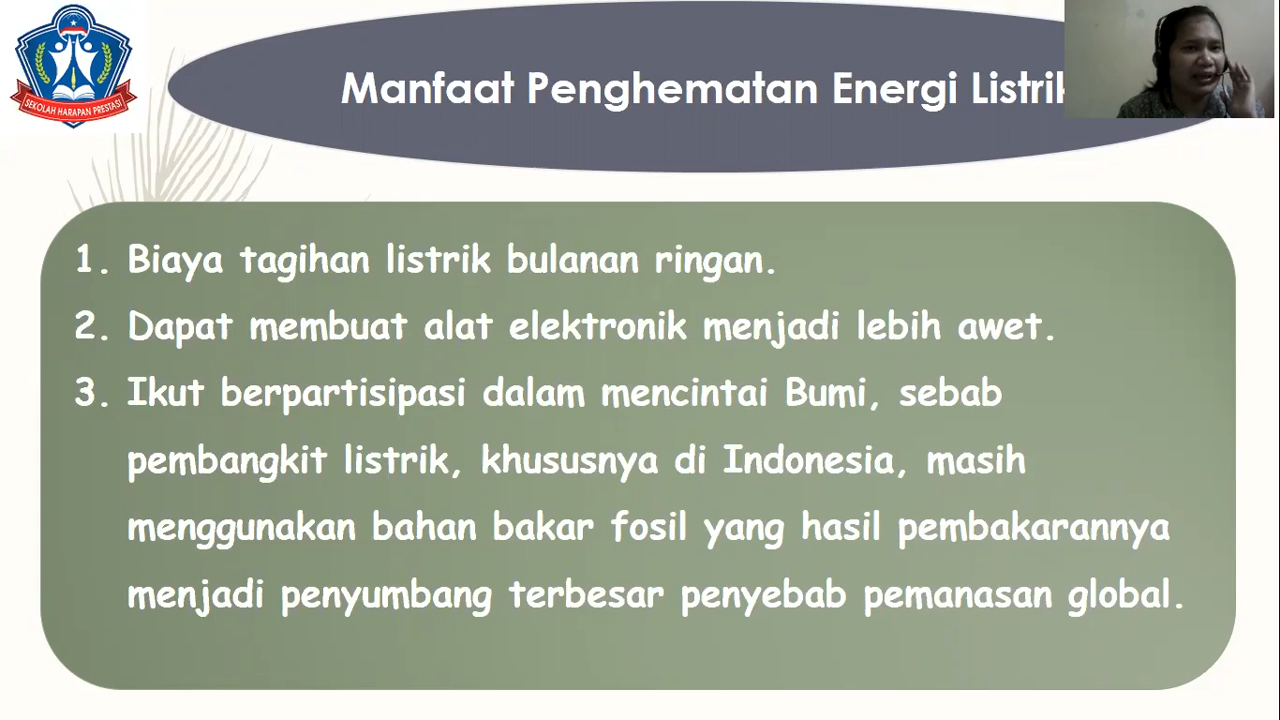 SEKOLAH HARAPAN PRESTASI
Manfaat Penghematan Energi Listrik
1. Biaya tagihan listrik bulanan ringan.
2. Dapat membuat alat elektronik menjadi lebih awet.
3. Ikut berpartisipasi dalam mencintai Bumi, sebab
pembangkit listrik, khususnya di Indonesia, masih
menggunakan bahan bakar fosil yang hasil pembakarannya
menjadi penyumbang terbesar penyebab pemanasan global.